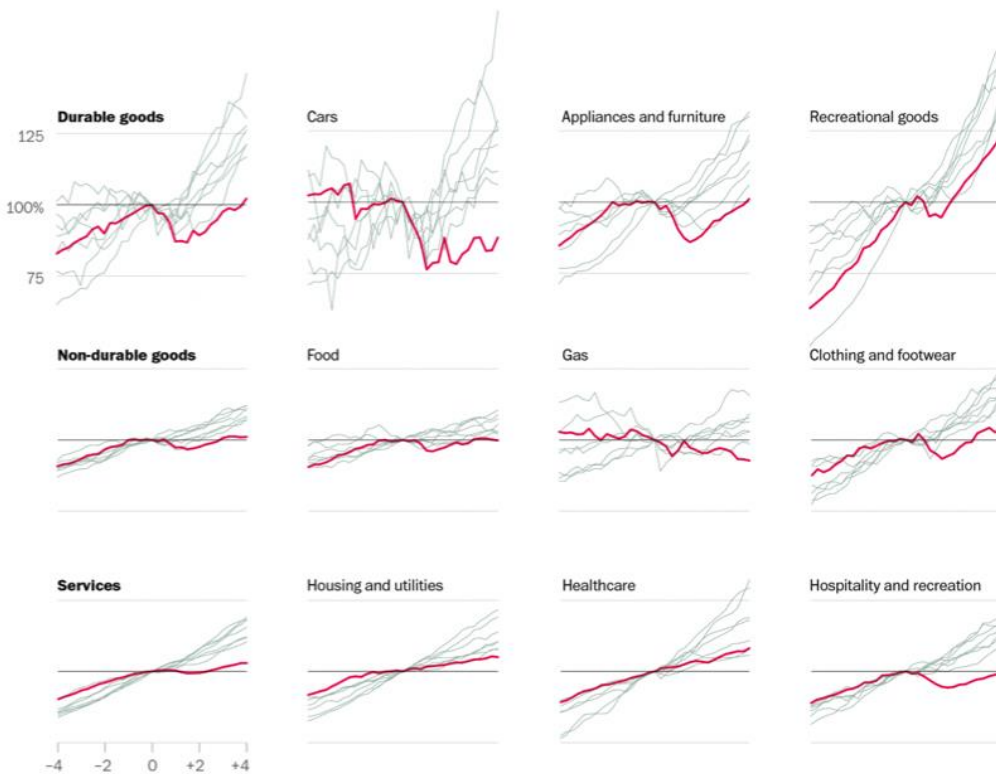 Durable goods
Cars
Appliances and furniture
Recreational goods
125
100%
75
Non-durable goods
Food
Gas
Clothing and footwear
Services
Housing and utilities
Healthcare
Hospitality and recreation
−4 −2 0 +2 +4